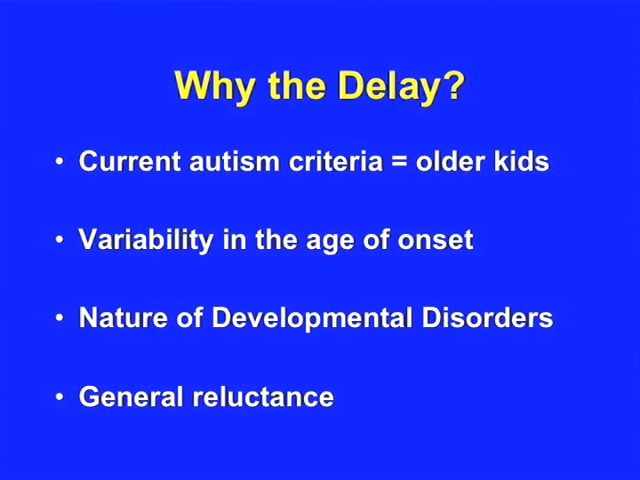 Why the Delay?
• Current autism criteria = older kids
• Variability in the age of onset
• Nature of Developmental Disorders
• General reluctance